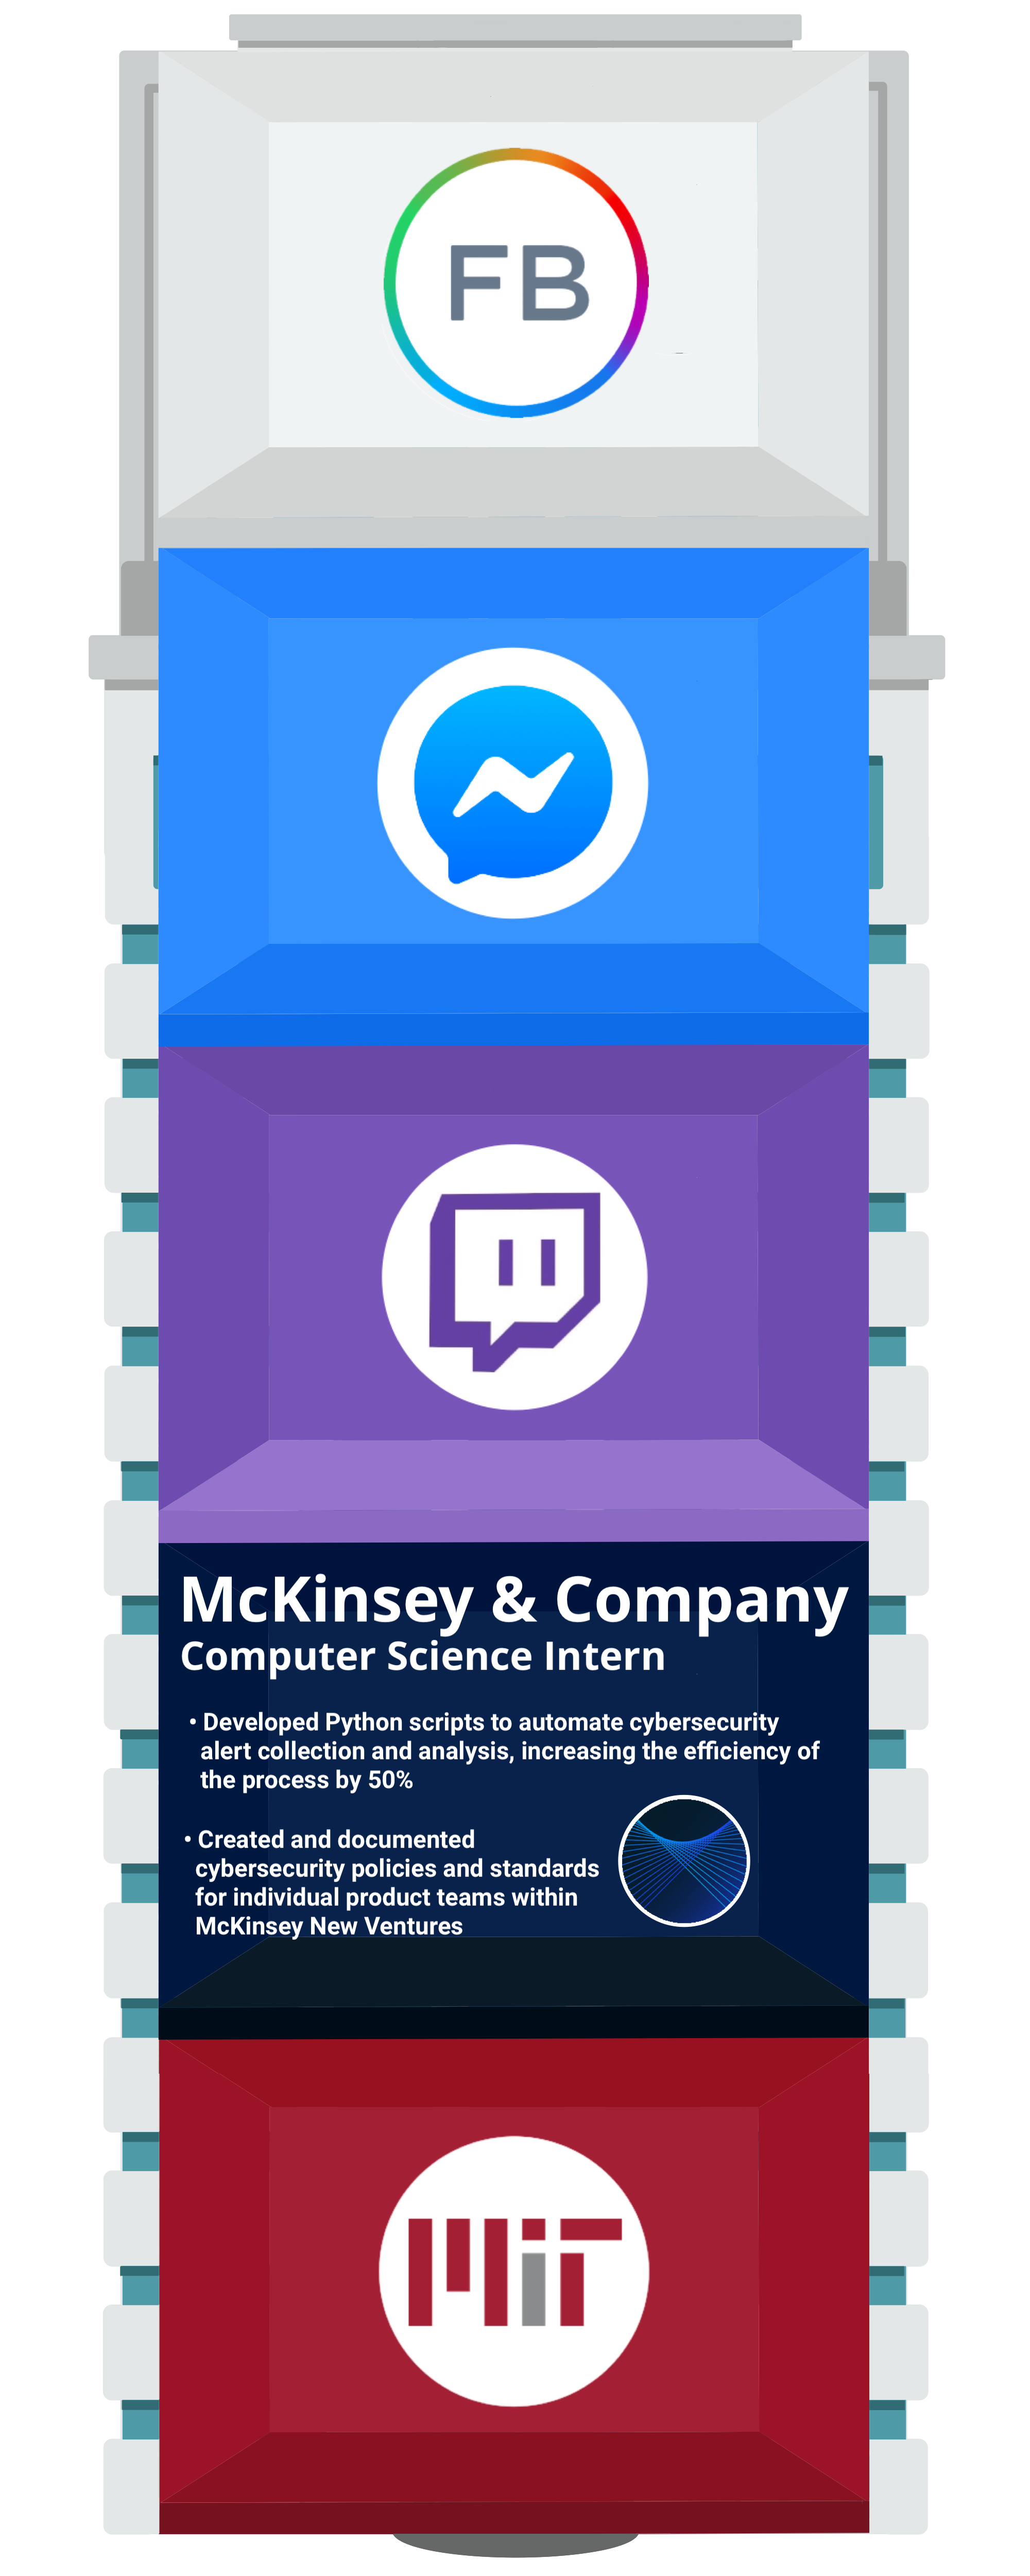 FB
McKinsey & Company
Computer Science Intern
• Developed Python scripts to automate cybersecurity
alert collection and analysis, increasing the efficiency of
the process by 50%
• Created and documented
cybersecurity policies and standards
for individual product teams within
McKinsey New Ventures
MIT